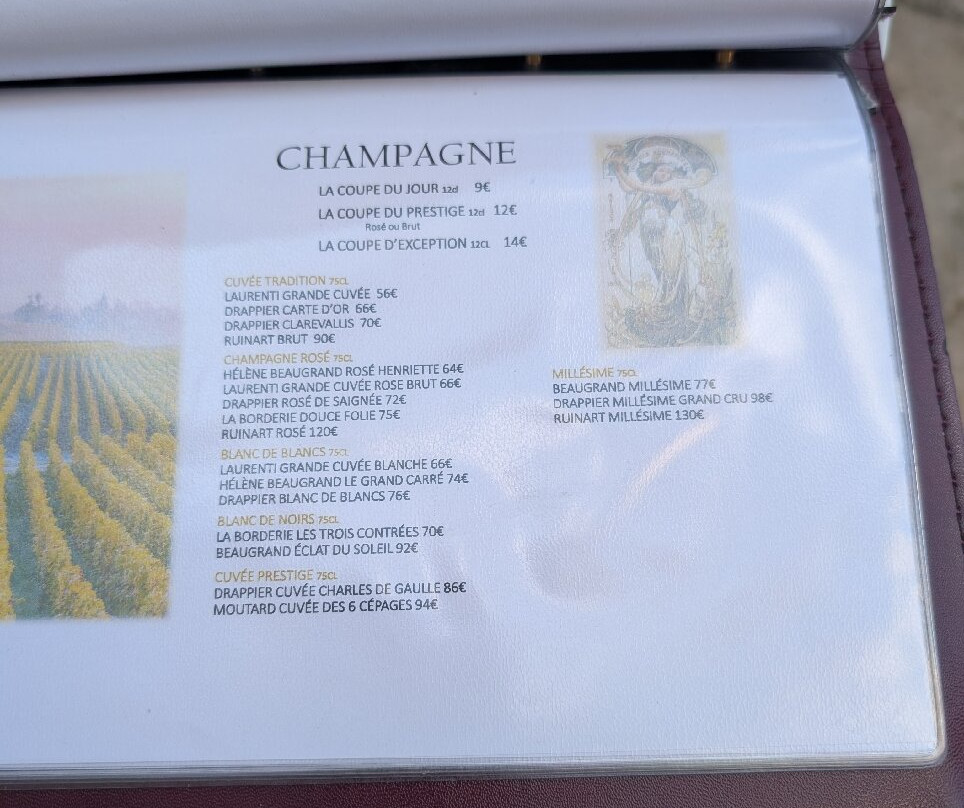 CHAMPAGNE
LA COUPE DU JOUR 12cl 9€
LA COUPE DU PRESTIGE 12cl 12€
Rosé ou Brut
LA COUPE D'EXCEPTION 12CL 14€
CUVÉE TRADITION 75CL
LAURENTI GRANDE CUVÉE 56€
DRAPPIER CARTE D'OR 66€
DRAPPIER CLAREVALLIS 70€
RUINART BRUT 90€
CHAMPAGNE ROSÉ 75CL
HÉLÈNE BEAUGRAND ROSÉ HENRIETTE 64€
LAURENTI GRANDE CUVÉE ROSE BRUT 66€
DRAPPIER ROSÉ DE SAIGNÉE 72€
LA BORDERIE DOUCE FOLIE 75€
RUINART ROSÉ 120€
BLANC DE BLANCS 75CL
LAURENTI GRANDE CUVÉE BLANCHE 66€
HÉLÈNE BEAUGRAND LE GRAND CARRÉ 74€
DRAPPIER BLANC DE BLANCS 76€
BLANC DE NOIRS 75CL
LA BORDERIE LES TROIS CONTRÉES 70€
BEAUGRAND ÉCLAT DU SOLEIL 92€
CUVÉE PRESTIGE 75CL
DRAPPIER CUVÉE CHARLES DE GAULLE 86€
MOUTARD CUVÉE DES 6 CÉPAGES 94€
MILLÉSIME 75CL
BEAUGRAND MILLÉSIME 77€
DRAPPIER MILLÉSIME GRAND CRU 98€
RUINART MILLÉSIME 130€